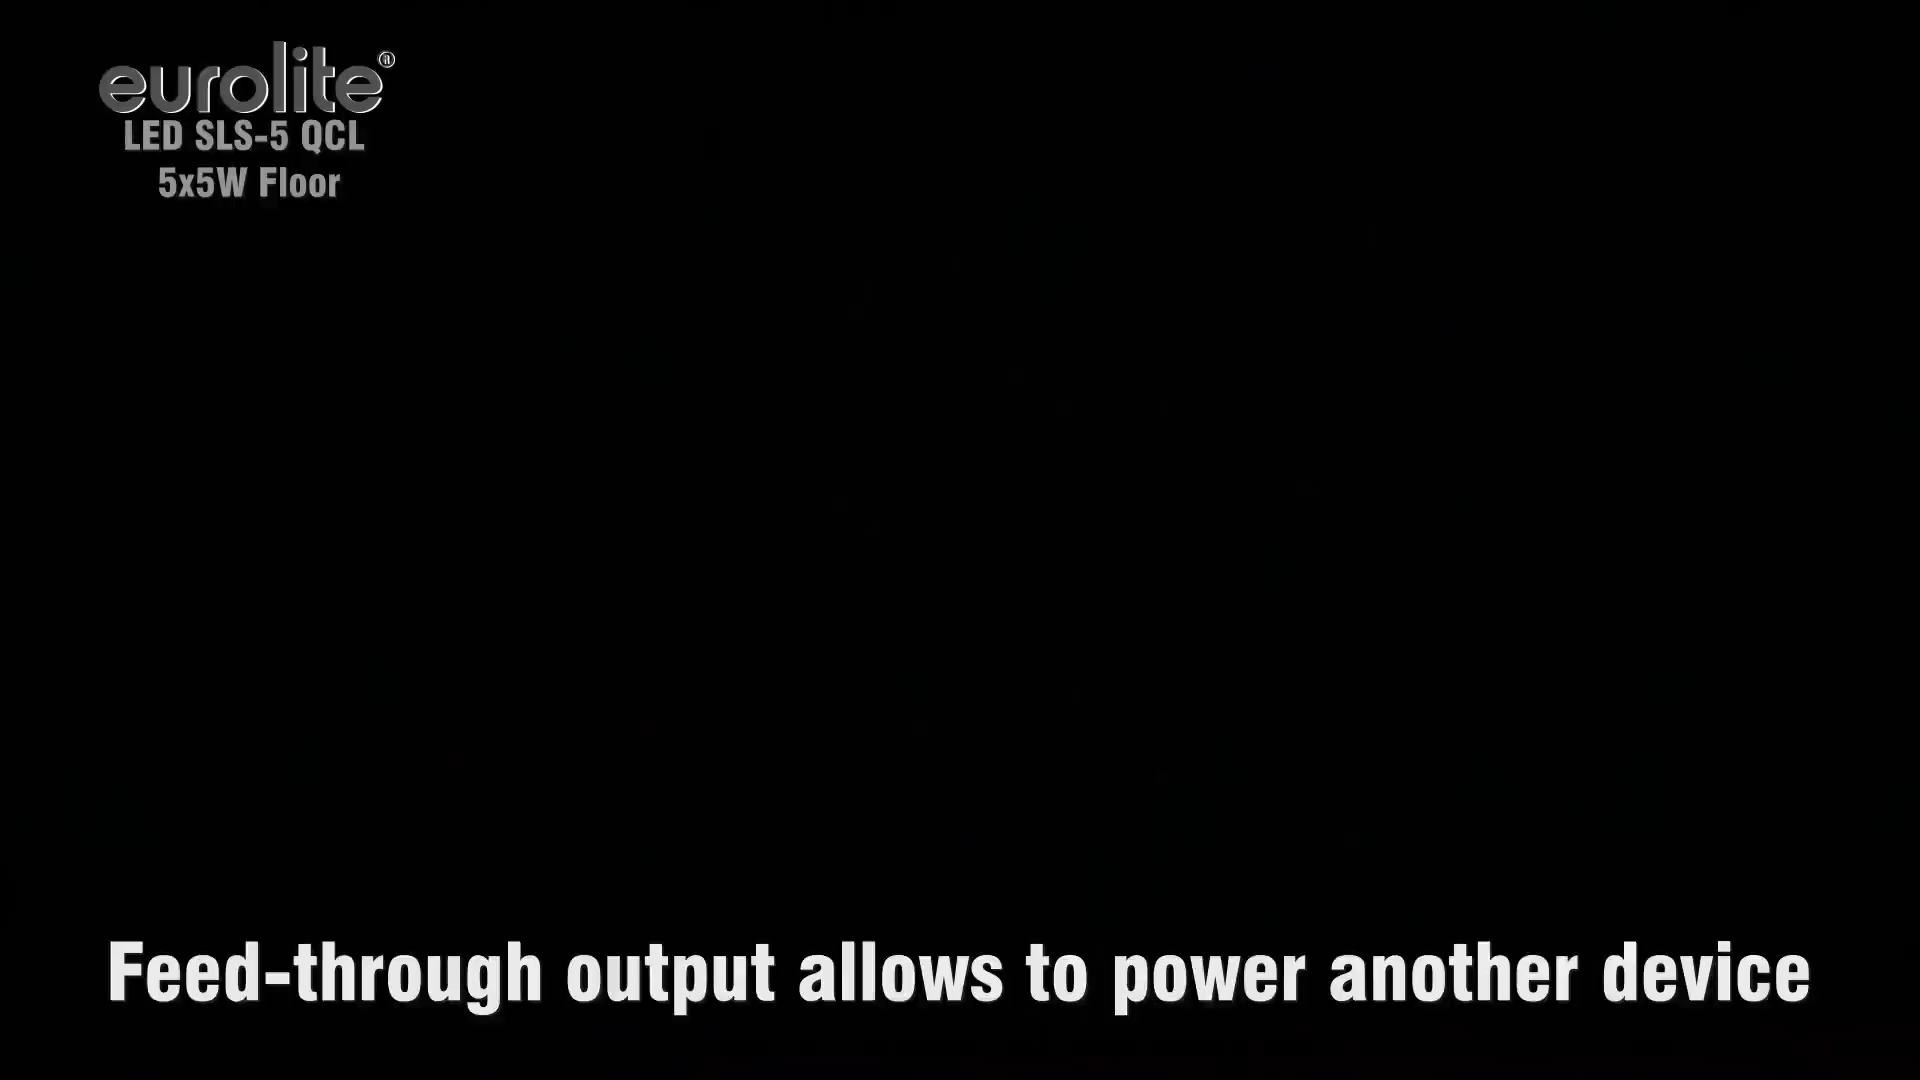 eurolite®
LED SLS-5 QCL
5x5W Floor
Feed-through output allows to power another device